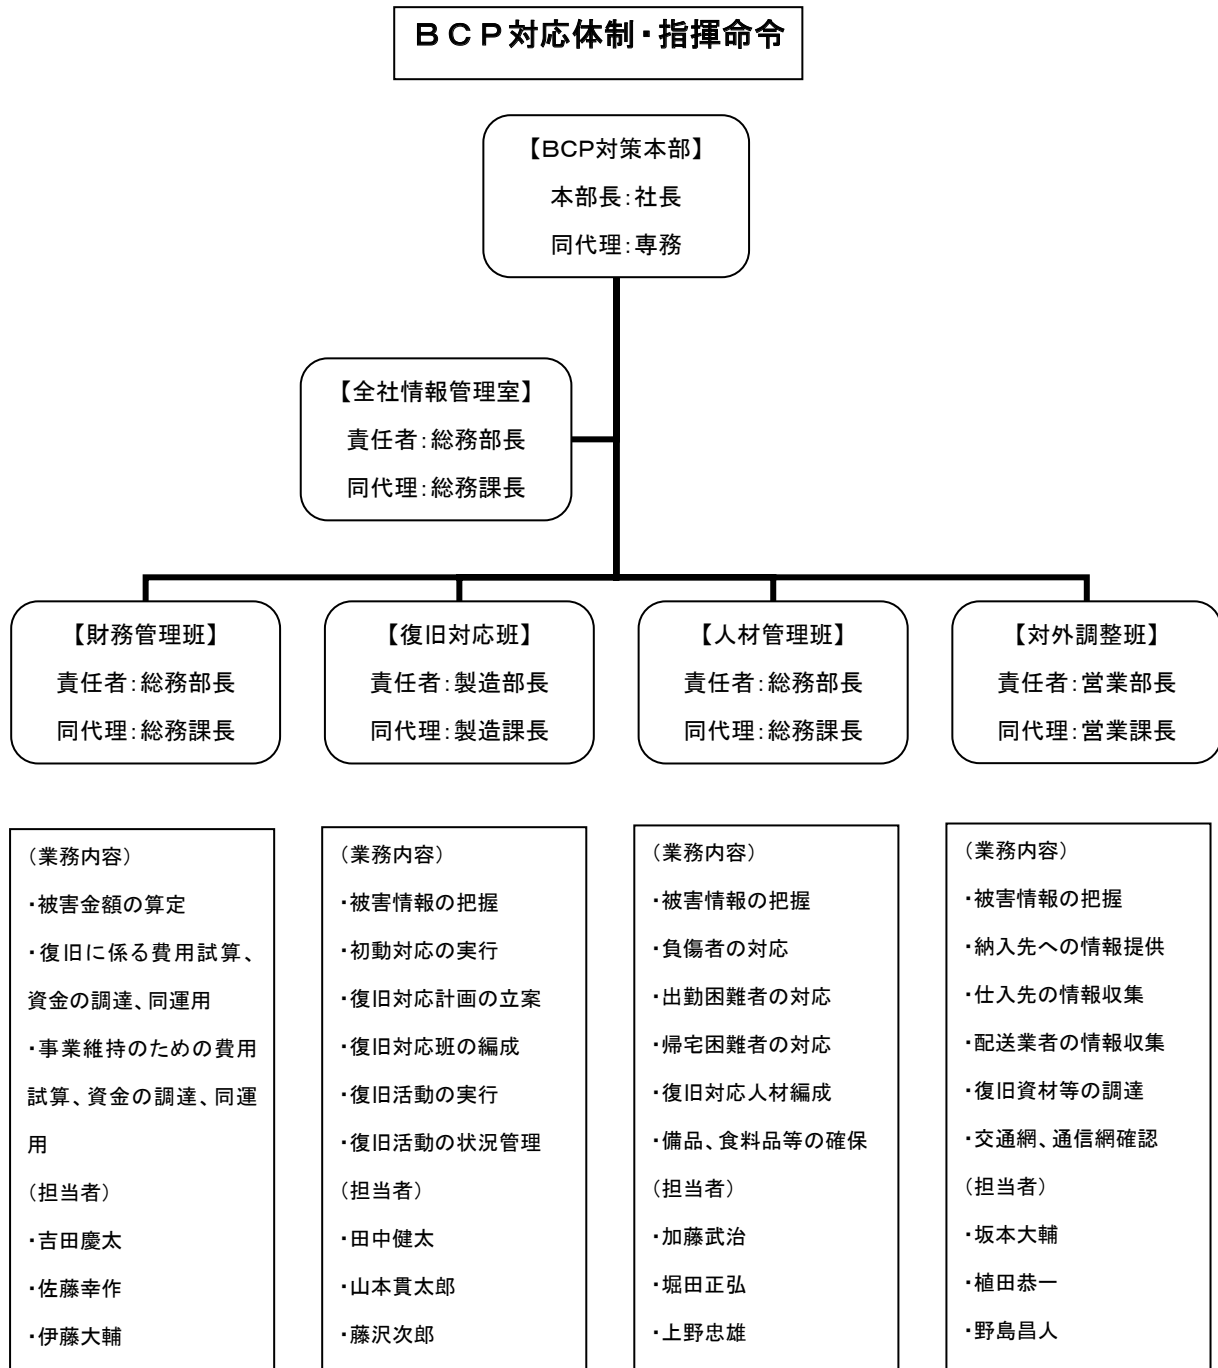 ＢＣＰ対応体制・指揮命令
【BCP対策本部】
本部長：社長
同代理：専務
【全社情報管理室】
責任者：総務部長
同代理：総務課長
【財務管理班】
責任者：総務部長
同代理：総務課長
【復旧対応班】
責任者：製造部長
同代理：製造課長
【人材管理班】
責任者：総務部長
同代理：総務課長
【対外調整班】
責任者：営業部長
同代理：営業課長
（業務内容）
・被害金額の算定
・復旧に係る費用試算、
資金の調達、同運用
・事業維持のための費用
試算、資金の調達、同運
用
（担当者）
・吉田慶太
・佐藤幸作
・伊藤大輔
（業務内容）
・被害情報の把握
・初動対応の実行
・復旧対応計画の立案
・復旧対応班の編成
・復旧活動の実行
・復旧活動の状況管理
（担当者）
・田中健太
・山本貫太郎
・藤沢次郎
（業務内容）
・被害情報の把握
・負傷者の対応
・出勤困難者の対応
・帰宅困難者の対応
・復旧対応人材編成
・備品、食料品等の確保
（担当者）
・加藤武治
・堀田正弘
・上野忠雄
（業務内容）
・被害情報の把握
・納入先への情報提供
・仕入先の情報収集
・配送業者の情報収集
・復旧資材等の調達
・交通網、通信網確認
（担当者）
・坂本大輔
・植田恭一
・野島昌人